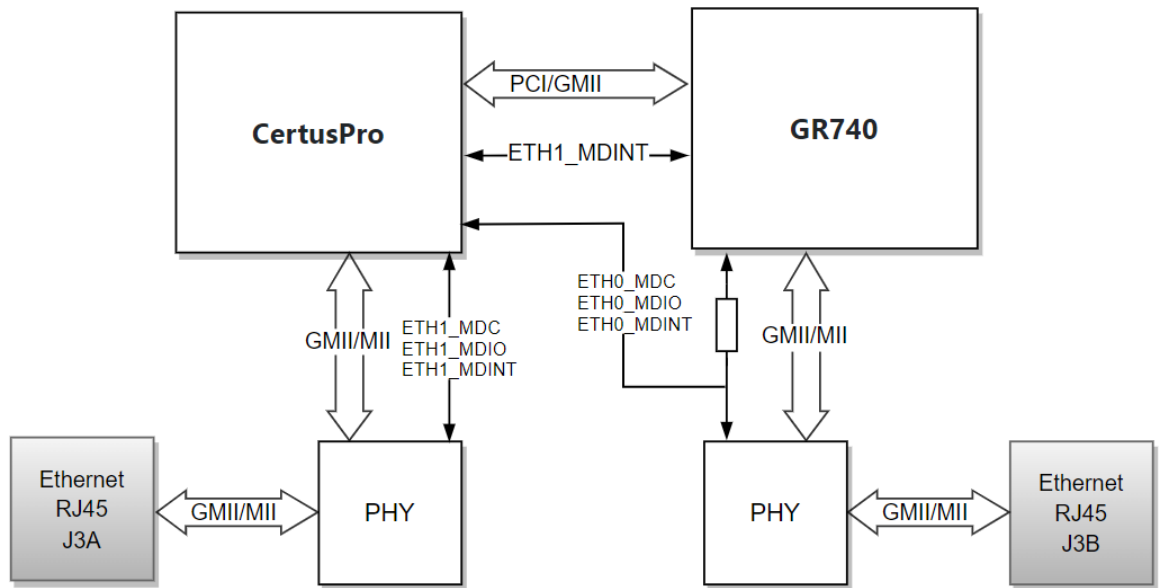 CertusPro
PCI/GMII
GR740
ETH1_MDINT
GMII/MII
ETH1_MDC
ETH1_MDIO
ETH1_MDINT
ETH0_MDC
ETH0_MDIO
ETH0_MDINT
GMII/MII
Ethernet
RJ45
J3A
GMII/MII
PHY
PHY
GMII/MII
Ethernet
RJ45
J3B